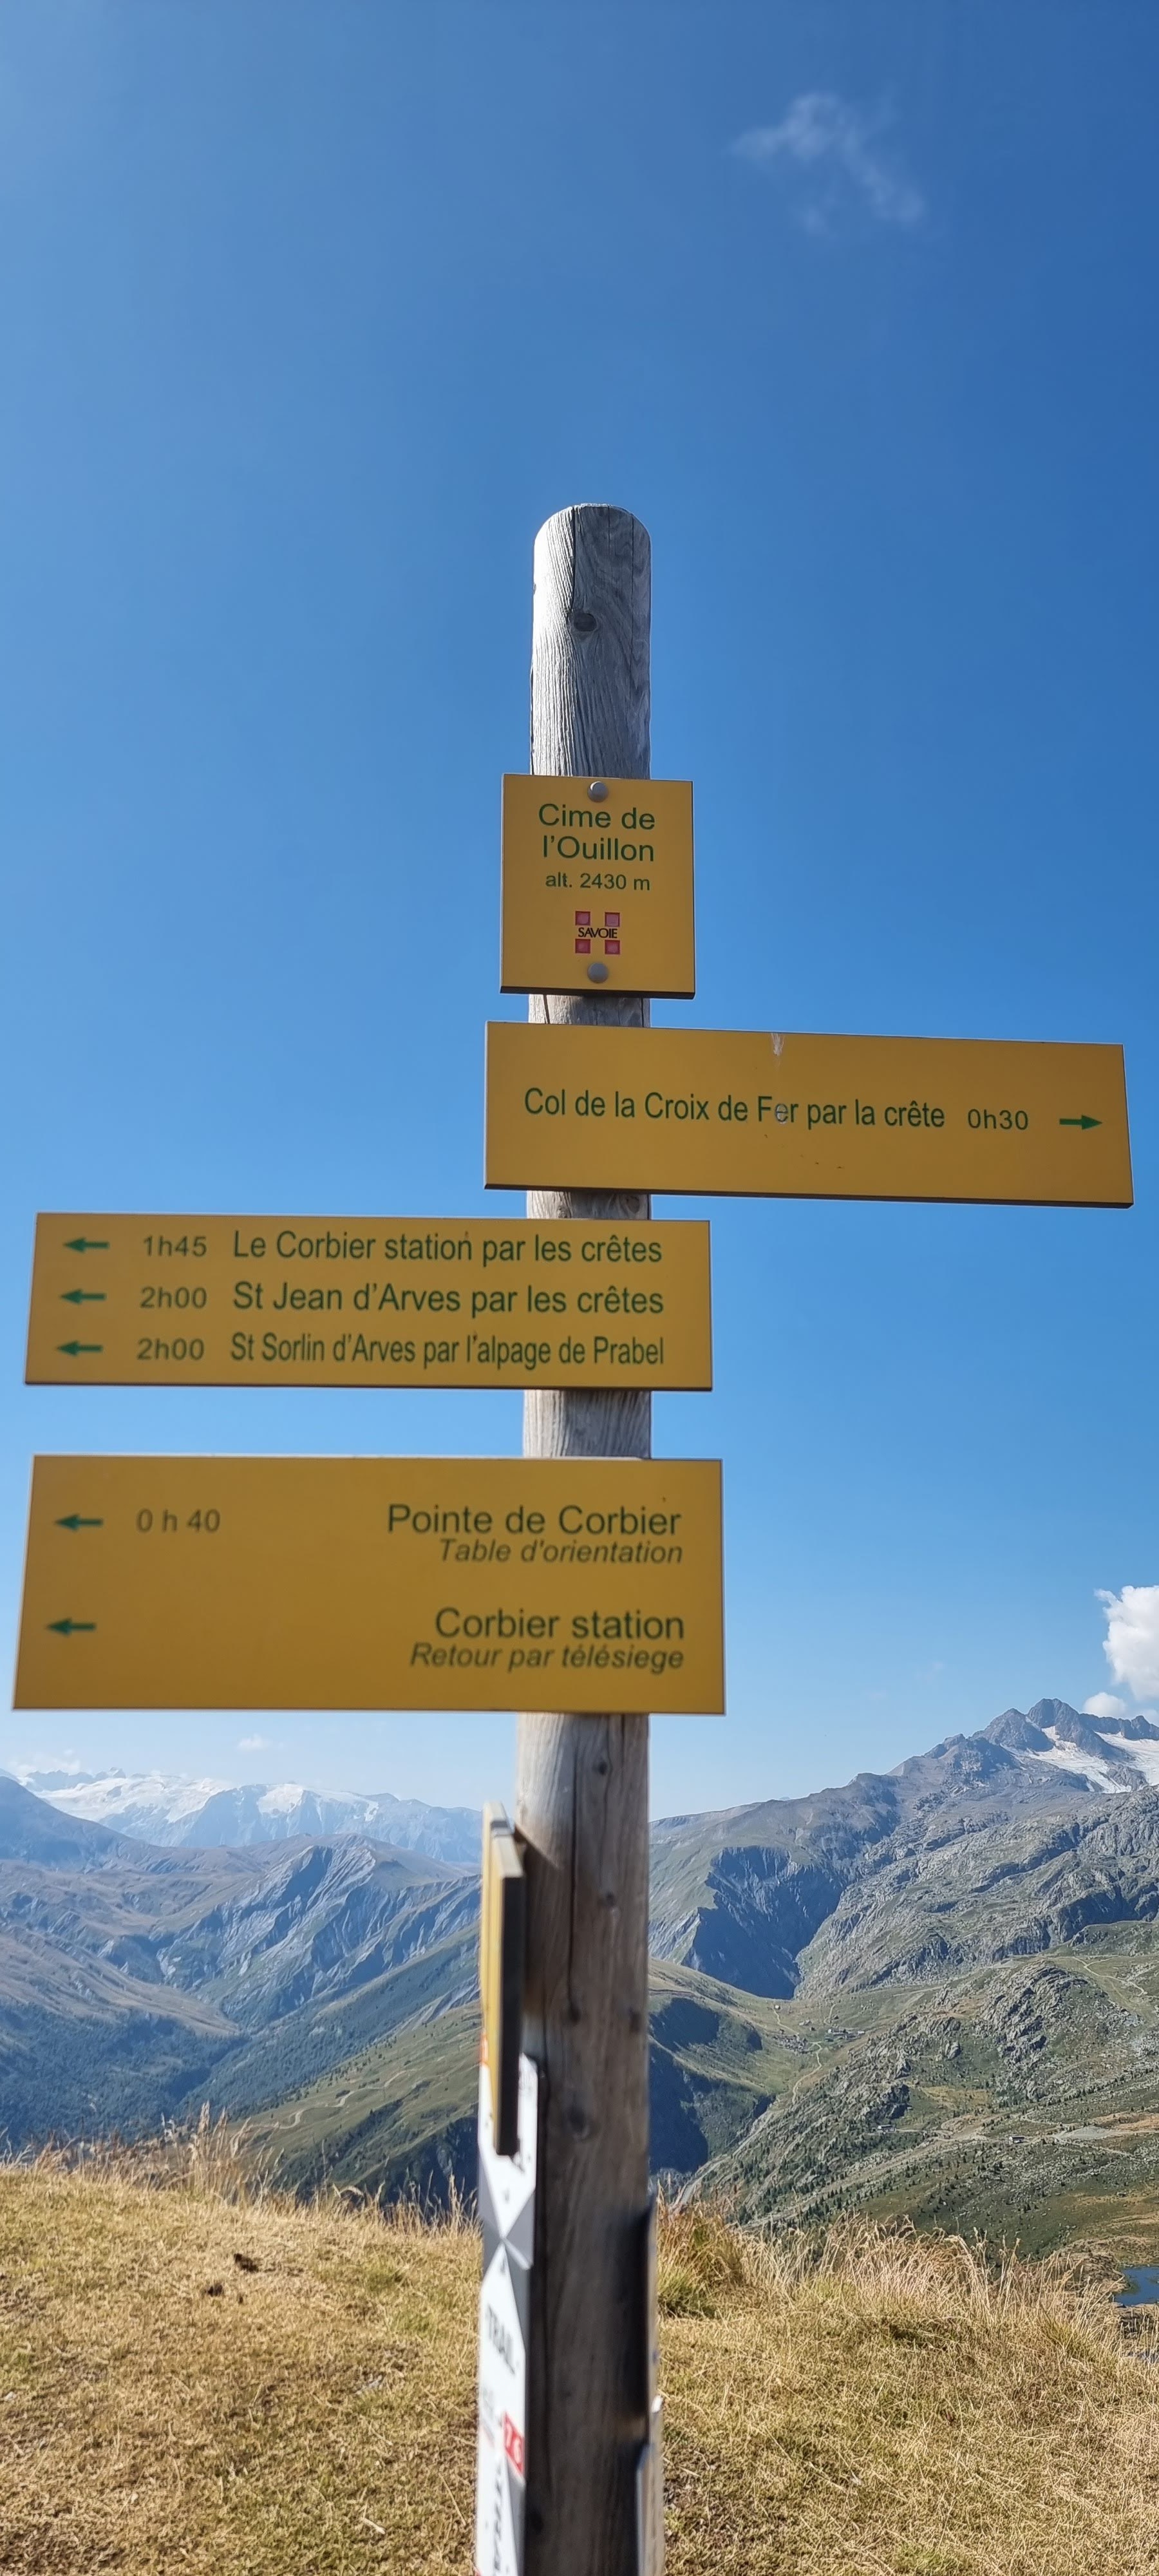 Cime de
l'Ouillon
alt. 2430 m
SAVOIE
Col de la Croix de Fer par la crête 0h30 →
← 1h45 Le Corbier station par les crêtes
← 2h00 St Jean d'Arves par les crêtes
← 2h00 St Sorlin d'Arves par l'alpage de Prabel
← 0 h 40 Pointe de Corbier
Table d'orientation
← Corbier station
Retour par télésiege
TRAIL